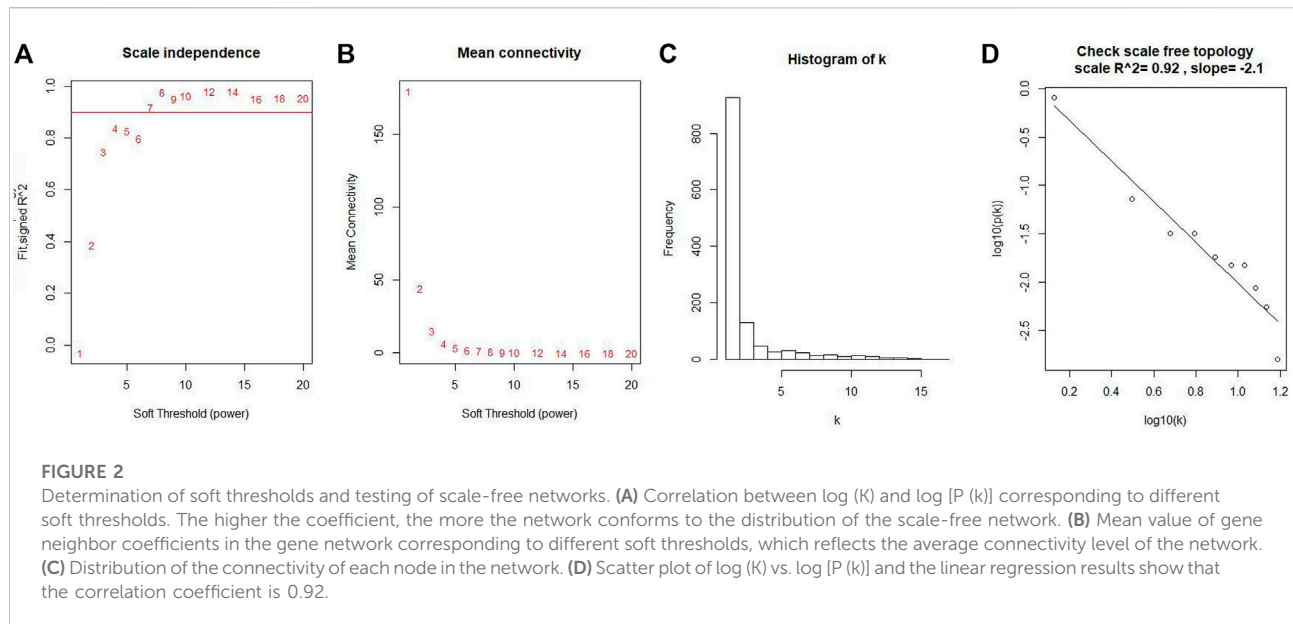 A
Scale independence
Fit,signed R^2
1.0
0.8
0.6
0.4
0.2
0.0
1
2
3
4
5
6
7
8
9
10
12
14
16
18
20
5
10
15
20
Soft Threshold (power)
B
Mean connectivity
Mean Connectivity
150
100
50
0
1
2
3
4
5
6
7
8
9
10
12
14
16
18
20
5
10
15
20
Soft Threshold (power)
C
Histogram of k
Frequency
800
600
400
200
0
5
10
15
k
D
Check scale free topology
scale R^2= 0.92 , slope= -2.1
log10(p(k))
0.0
-0.5
-1.0
-1.5
-2.0
-2.5
0.2
0.4
0.6
0.8
1.0
1.2
log10(k)
FIGURE 2
Determination of soft thresholds and testing of scale-free networks. (A) Correlation between log (K) and log [P (k)] corresponding to different
soft thresholds. The higher the coefficient, the more the network conforms to the distribution of the scale-free network. (B) Mean value of gene
neighbor coefficients in the gene network corresponding to different soft thresholds, which reflects the average connectivity level of the network.
(C) Distribution of the connectivity of each node in the network. (D) Scatter plot of log (K) vs. log [P (k)] and the linear regression results show that
the correlation coefficient is 0.92.